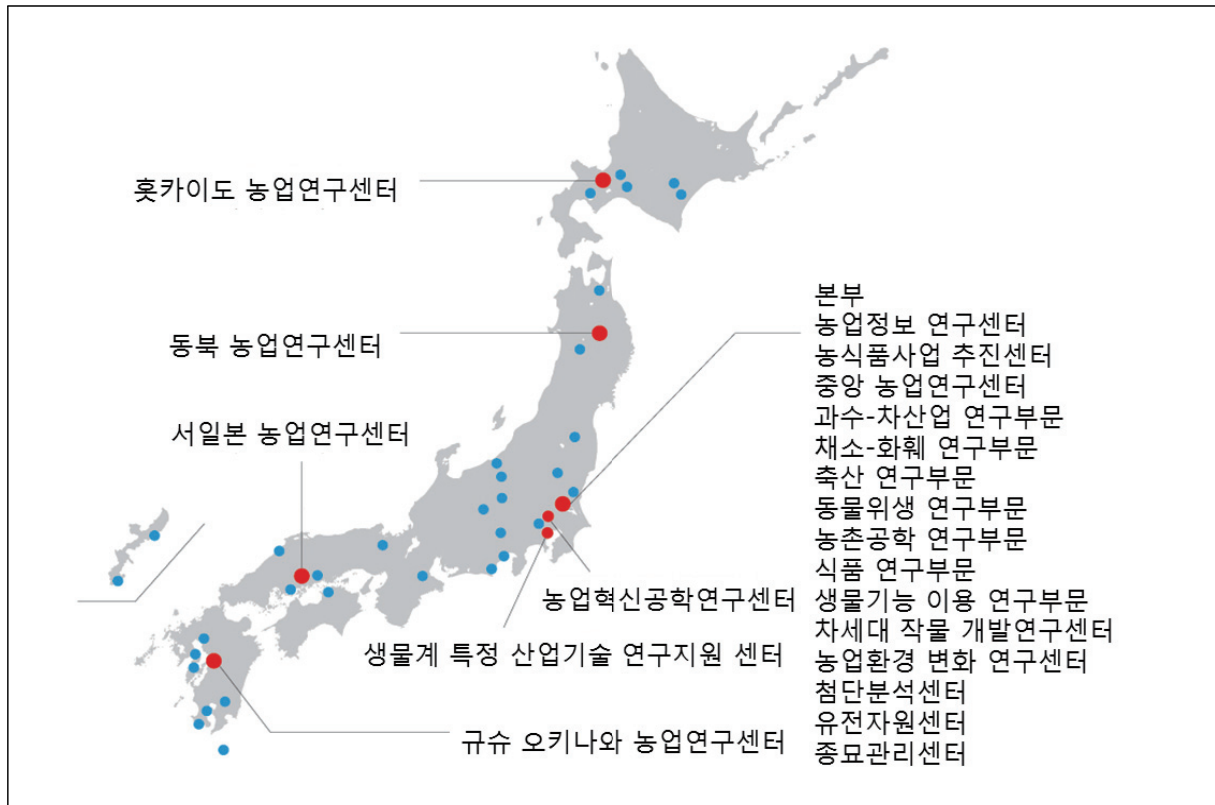 홋카이도 농업연구센터
동북 농업연구센터
서일본 농업연구센터
본부
농업정보 연구센터
농식품사업 추진센터
중앙 농업연구센터
과수-차산업 연구부문
채소-화훼 연구부문
축산 연구부문
동물위생 연구부문
농촌공학 연구부문
식품 연구부문
생물기능 이용 연구부문
차세대 작물 개발연구센터
농업환경 변화 연구센터
첨단분석센터
유전자원센터
종묘관리센터
농업혁신공학연구센터
생물계 특정 산업기술 연구지원 센터
규슈 오키나와 농업연구센터